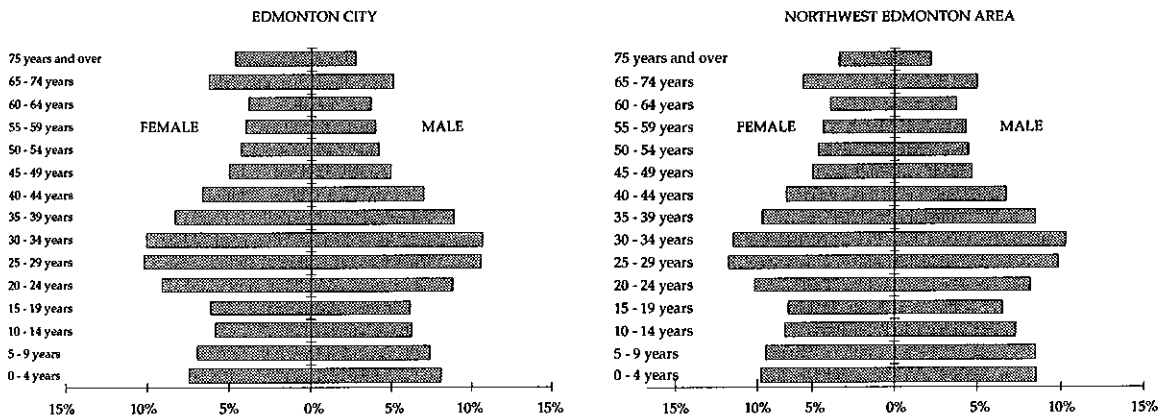 EDMONTON CITY
75 years and over
65 - 74 years
60 - 64 years
55 - 59 years
50 - 54 years
45 - 49 years
40 - 44 years
35 - 39 years
30 - 34 years
25 - 29 years
20 - 24 years
15 - 19 years
10 - 14 years
5 - 9 years
0 - 4 years
FEMALE MALE
15% 10% 5% 0% 5% 10% 15%
NORTHWEST EDMONTON AREA
75 years and over
65 - 74 years
60 - 64 years
55 - 59 years
50 - 54 years
45 - 49 years
40 - 44 years
35 - 39 years
30 - 34 years
25 - 29 years
20 - 24 years
15 - 19 years
10 - 14 years
5 - 9 years
0 - 4 years
FEMALE MALE
15% 10% 5% 0% 5% 10% 15%